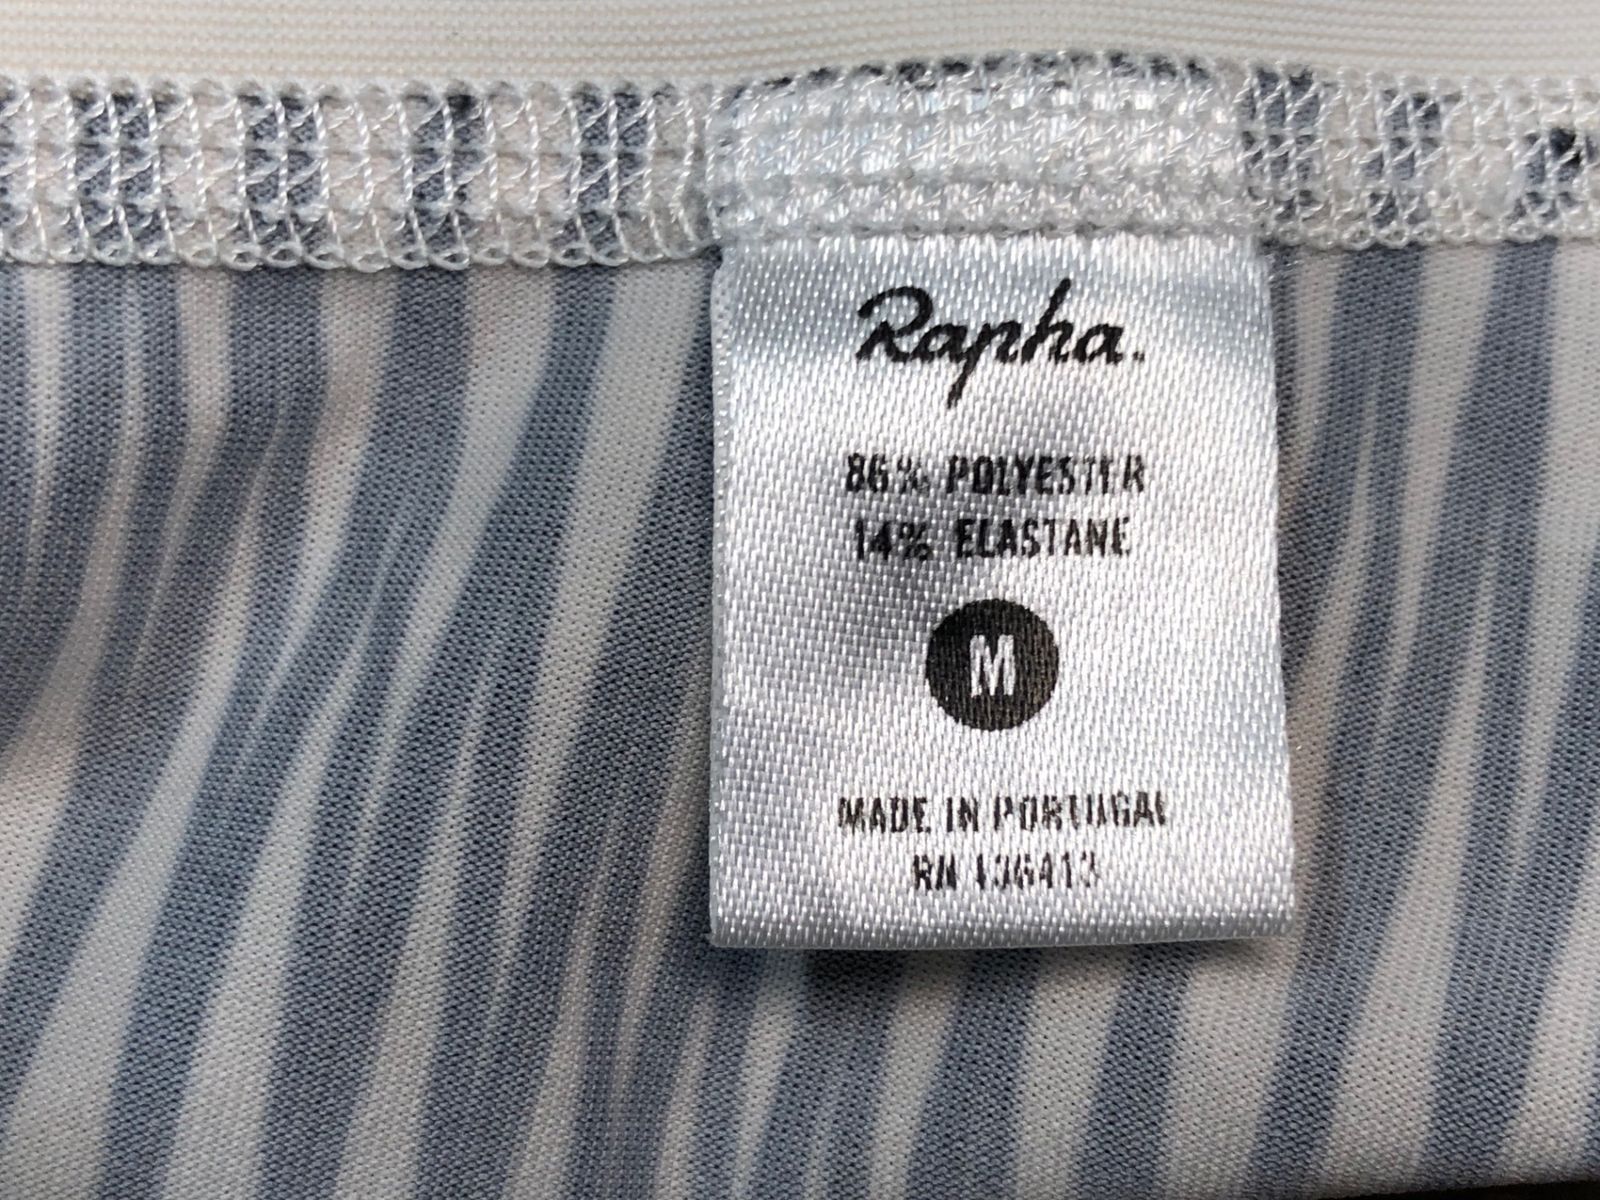 Rapha.
86% POLYESTER
14% ELASTANE
M
MADE IN PORTUGAL
RN 136413